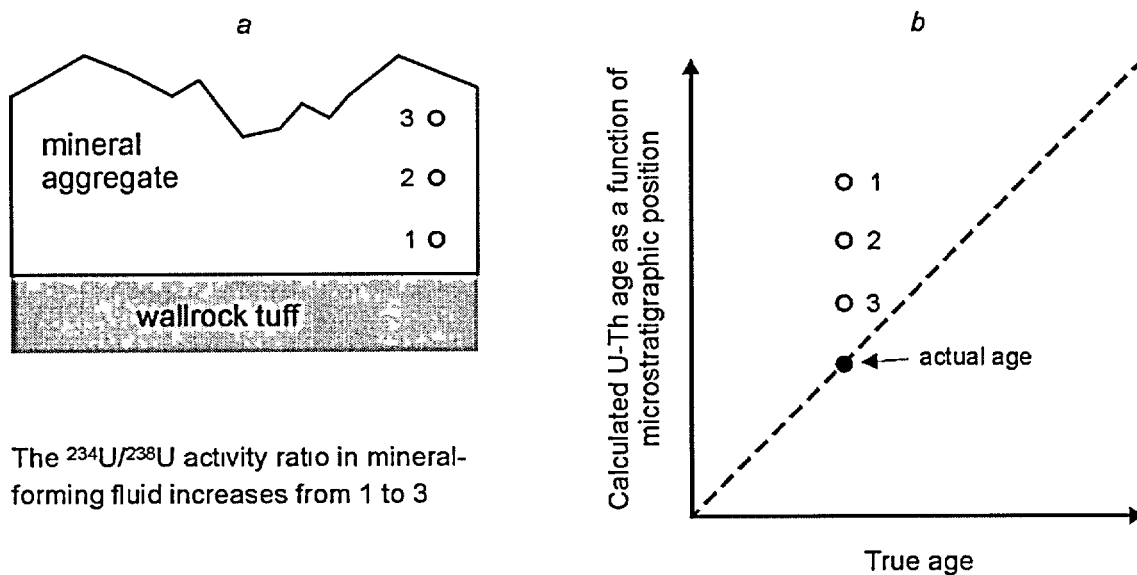 a
mineral
aggregate
3
2
1
wallrock tuff
The ²³⁴U/²³⁸U activity ratio in mineral-
forming fluid increases from 1 to 3
b
Calculated U-Th age as a function of
microstratigraphic position
1
2
3
actual age
True age